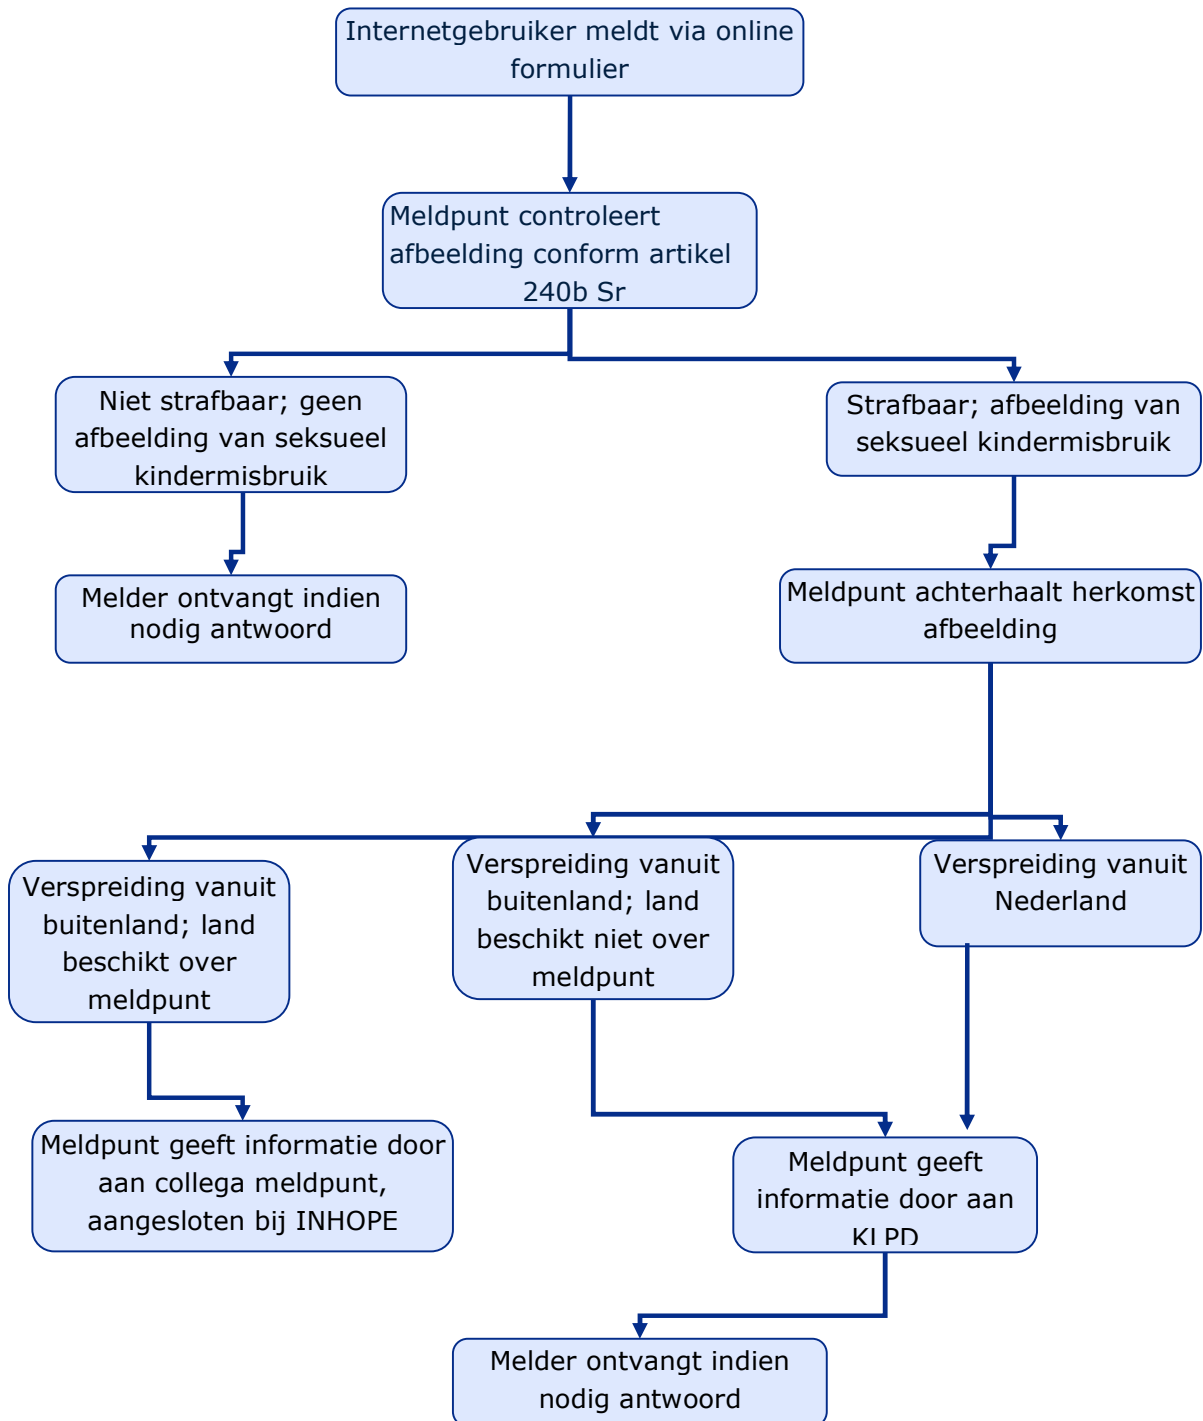 Internetgebruiker meldt via online
formulier
Meldpunt controleert
afbeelding conform artikel
240b Sr
Niet strafbaar; geen
afbeelding van seksueel
kindermisbruik
Strafbaar; afbeelding van
seksueel kindermisbruik
Melder ontvangt indien
nodig antwoord
Meldpunt achterhaalt herkomst
afbeelding
Verspreiding vanuit
buitenland; land
beschikt over
meldpunt
Verspreiding vanuit
buitenland; land
beschikt niet over
meldpunt
Verspreiding vanuit
Nederland
Meldpunt geeft informatie door
aan collega meldpunt,
aangesloten bij INHOPE
Meldpunt geeft
informatie door aan
KLPD
Melder ontvangt indien
nodig antwoord